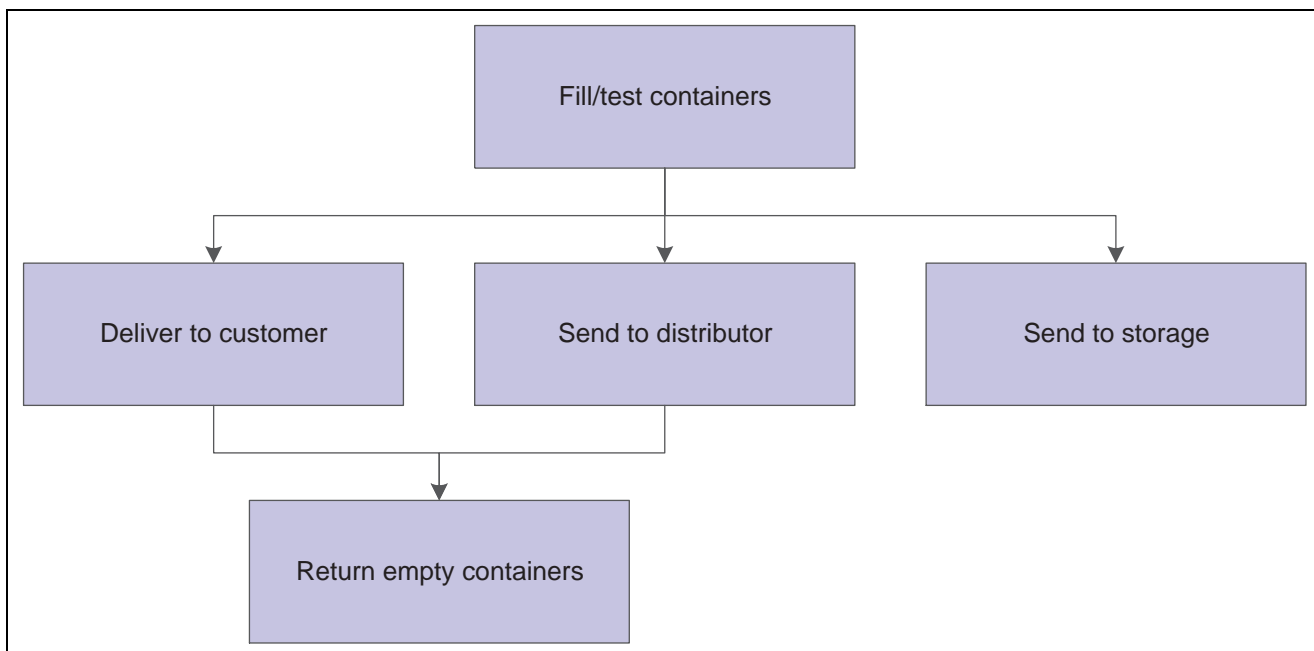 Fill/test containers
Deliver to customer
Send to distributor
Send to storage
Return empty containers